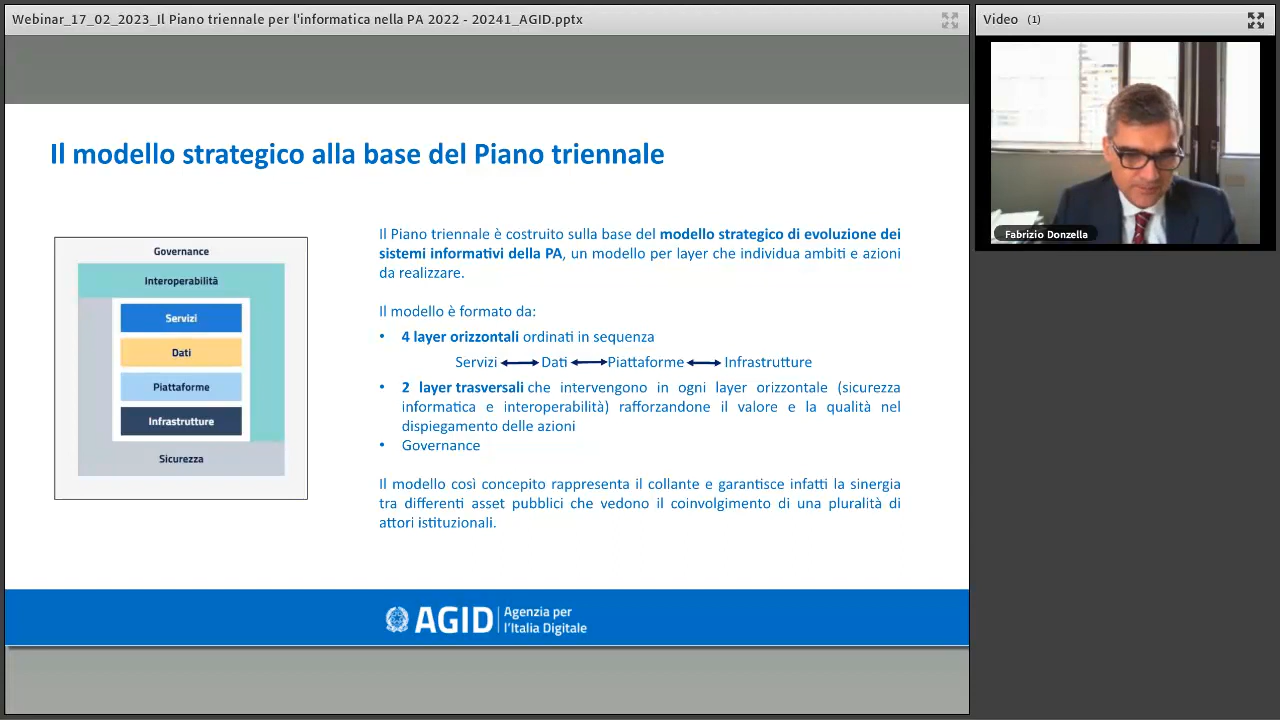 Webinar_17_02_2023_Il Piano triennale per l'informatica nella PA 2022 - 20241_AGID.pptx
Video (1)
Fabrizio Donzella
Il modello strategico alla base del Piano triennale
Governance
Interoperabilità
Servizi
Dati
Piattaforme
Infrastrutture
Sicurezza
Il Piano triennale è costruito sulla base del modello strategico di evoluzione dei
sistemi informativi della PA, un modello per layer che individua ambiti e azioni
da realizzare.
Il modello è formato da:
• 4 layer orizzontali ordinati in sequenza
Servizi Dati Piattaforme Infrastrutture
• 2 layer trasversali che intervengono in ogni layer orizzontale (sicurezza
informatica e interoperabilità) rafforzandone il valore e la qualità nel
dispiegamento delle azioni
• Governance
Il modello così concepito rappresenta il collante e garantisce infatti la sinergia
tra differenti asset pubblici che vedono il coinvolgimento di una pluralità di
attori istituzionali.
AGID Agenzia per
l'Italia Digitale